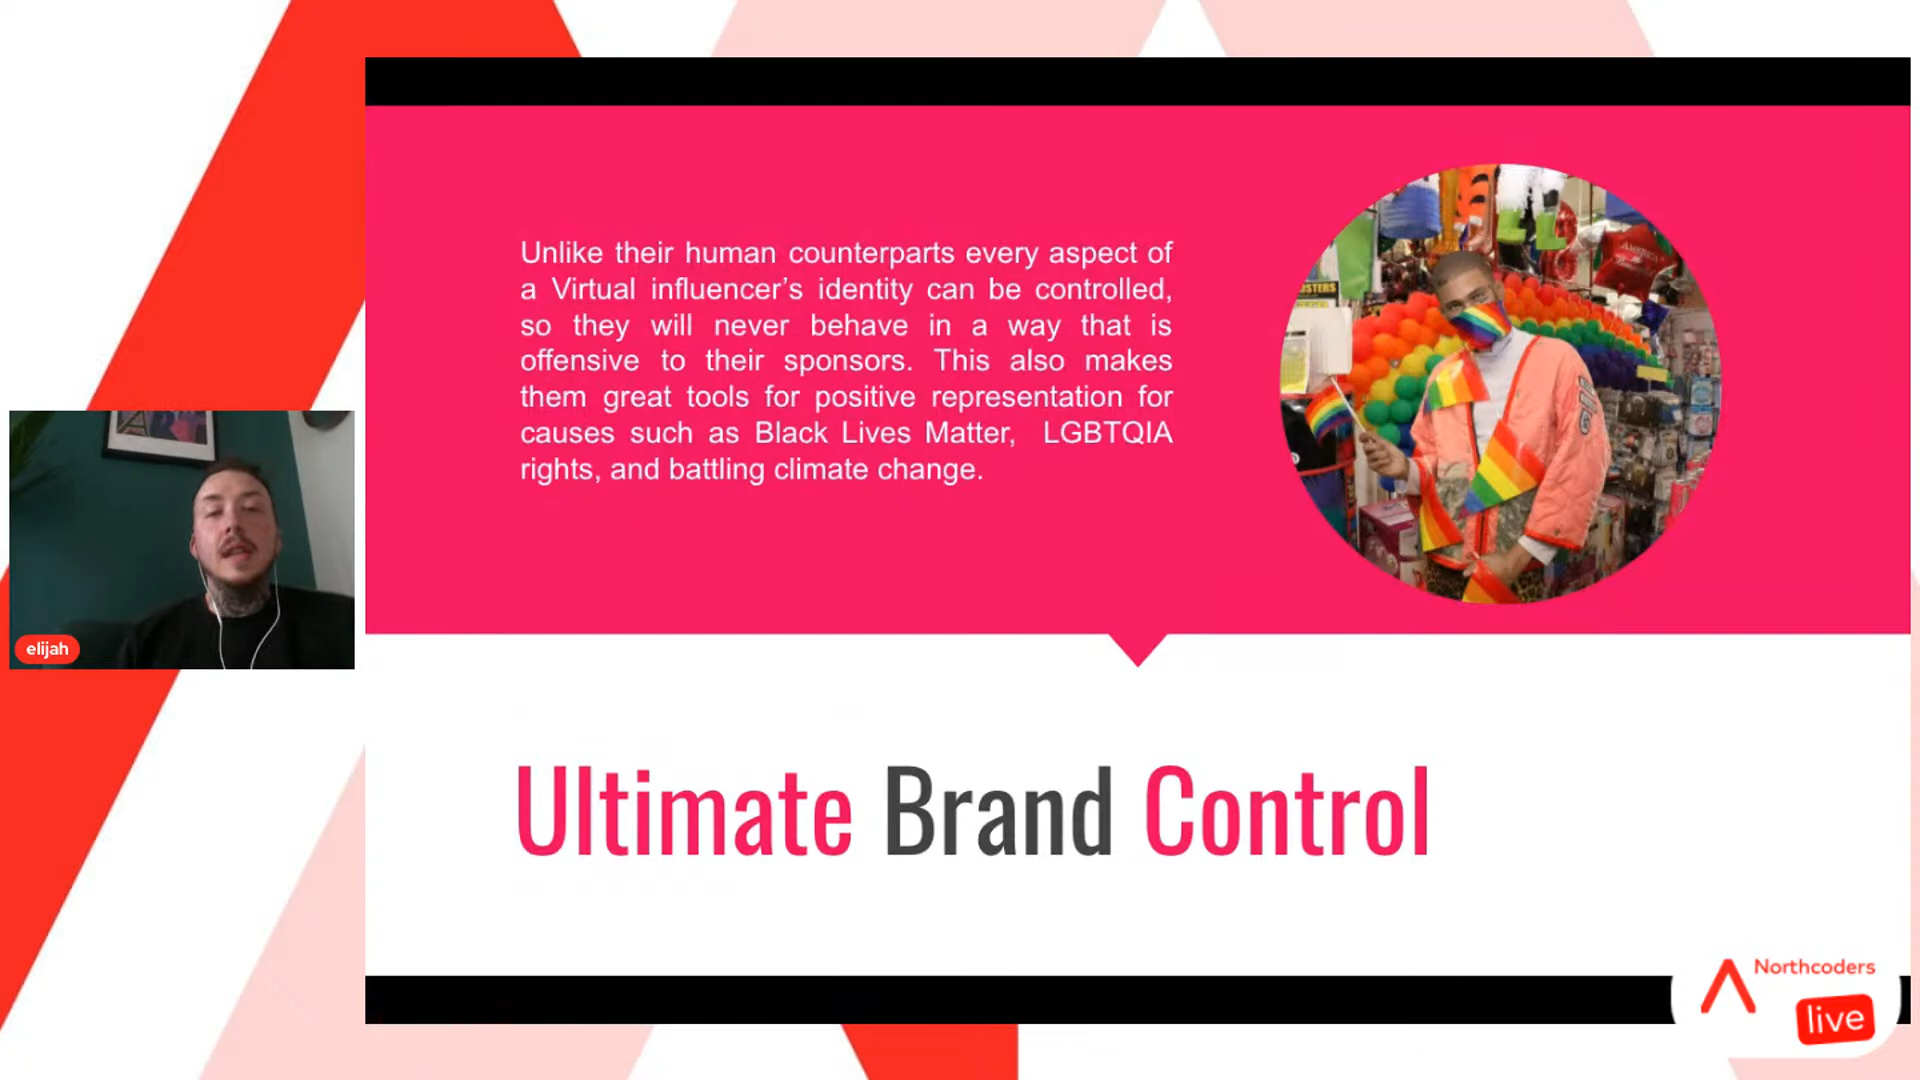 Unlike their human counterparts every aspect of
a Virtual influencer’s identity can be controlled,
so they will never behave in a way that is
offensive to their sponsors. This also makes
them great tools for positive representation for
causes such as Black Lives Matter, LGBTQIA
rights, and battling climate change.
elijah
Ultimate Brand Control
Northcoders
live